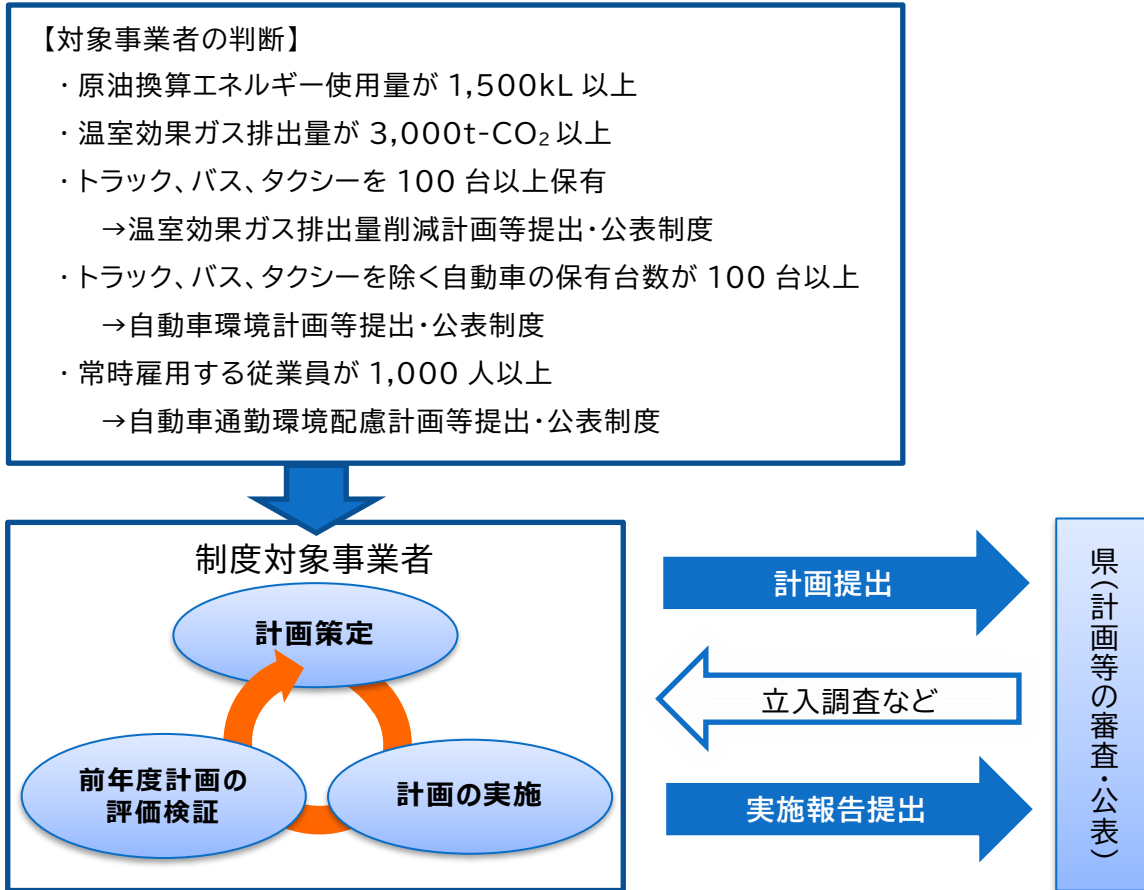 【対象事業者の判断】
・原油換算エネルギー使用量が 1,500kL 以上
・温室効果ガス排出量が 3,000t-CO₂ 以上
・トラック、バス、タクシーを 100 台以上保有
→温室効果ガス排出量削減計画等提出・公表制度
・トラック、バス、タクシーを除く自動車の保有台数が 100 台以上
→自動車環境計画等提出・公表制度
・常時雇用する従業員が 1,000 人以上
→自動車通勤環境配慮計画等提出・公表制度
制度対象事業者
計画策定
前年度計画の
評価検証
計画の実施
計画提出
立入調査など
実施報告提出
県(計画等の審査・公表)